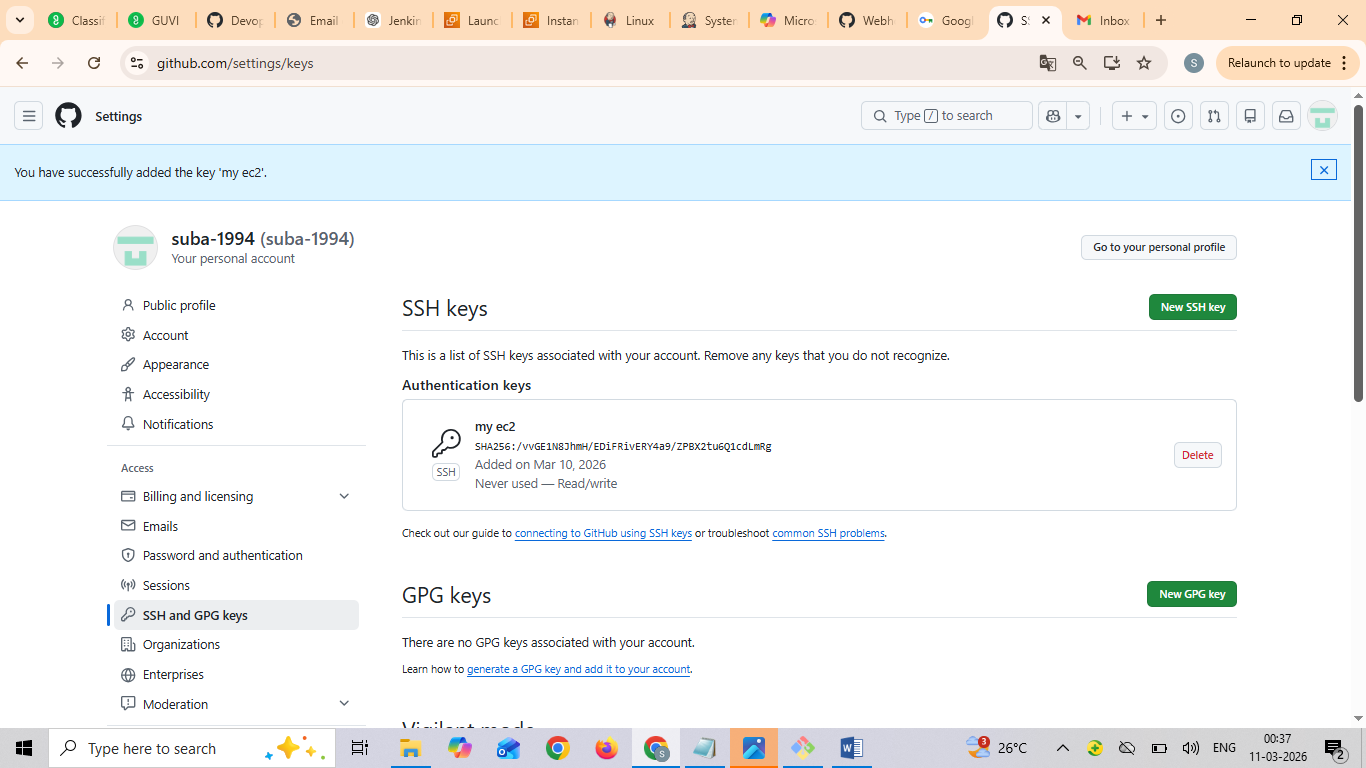 Classif
GUVI
Devop
Email
Jenkin
Launc
Instan
Linux
Systen
Micro
Webh
Googl
SS
Inbox
github.com/settings/keys
S
Relaunch to update
Settings
Type / to search
You have successfully added the key 'my ec2'.
suba-1994 (suba-1994)
Your personal account
Go to your personal profile
Public profile
Account
Appearance
Accessibility
Notifications
Access
Billing and licensing
Emails
Password and authentication
Sessions
SSH and GPG keys
Organizations
Enterprises
Moderation
SSH keys
New SSH key
This is a list of SSH keys associated with your account. Remove any keys that you do not recognize.
Authentication keys
my ec2
SHA256:/vvGE1N8JhmH/EDiFRivERY4a9/ZPBX2tu6Q1cdLmRg
SSH
Added on Mar 10, 2026
Never used — Read/write
Delete
Check out our guide to connecting to GitHub using SSH keys or troubleshoot common SSH problems.
GPG keys
New GPG key
There are no GPG keys associated with your account.
Learn how to generate a GPG key and add it to your account.
Vigilant mode
Type here to search
3
26°C
ENG
00:37
11-03-2026
2